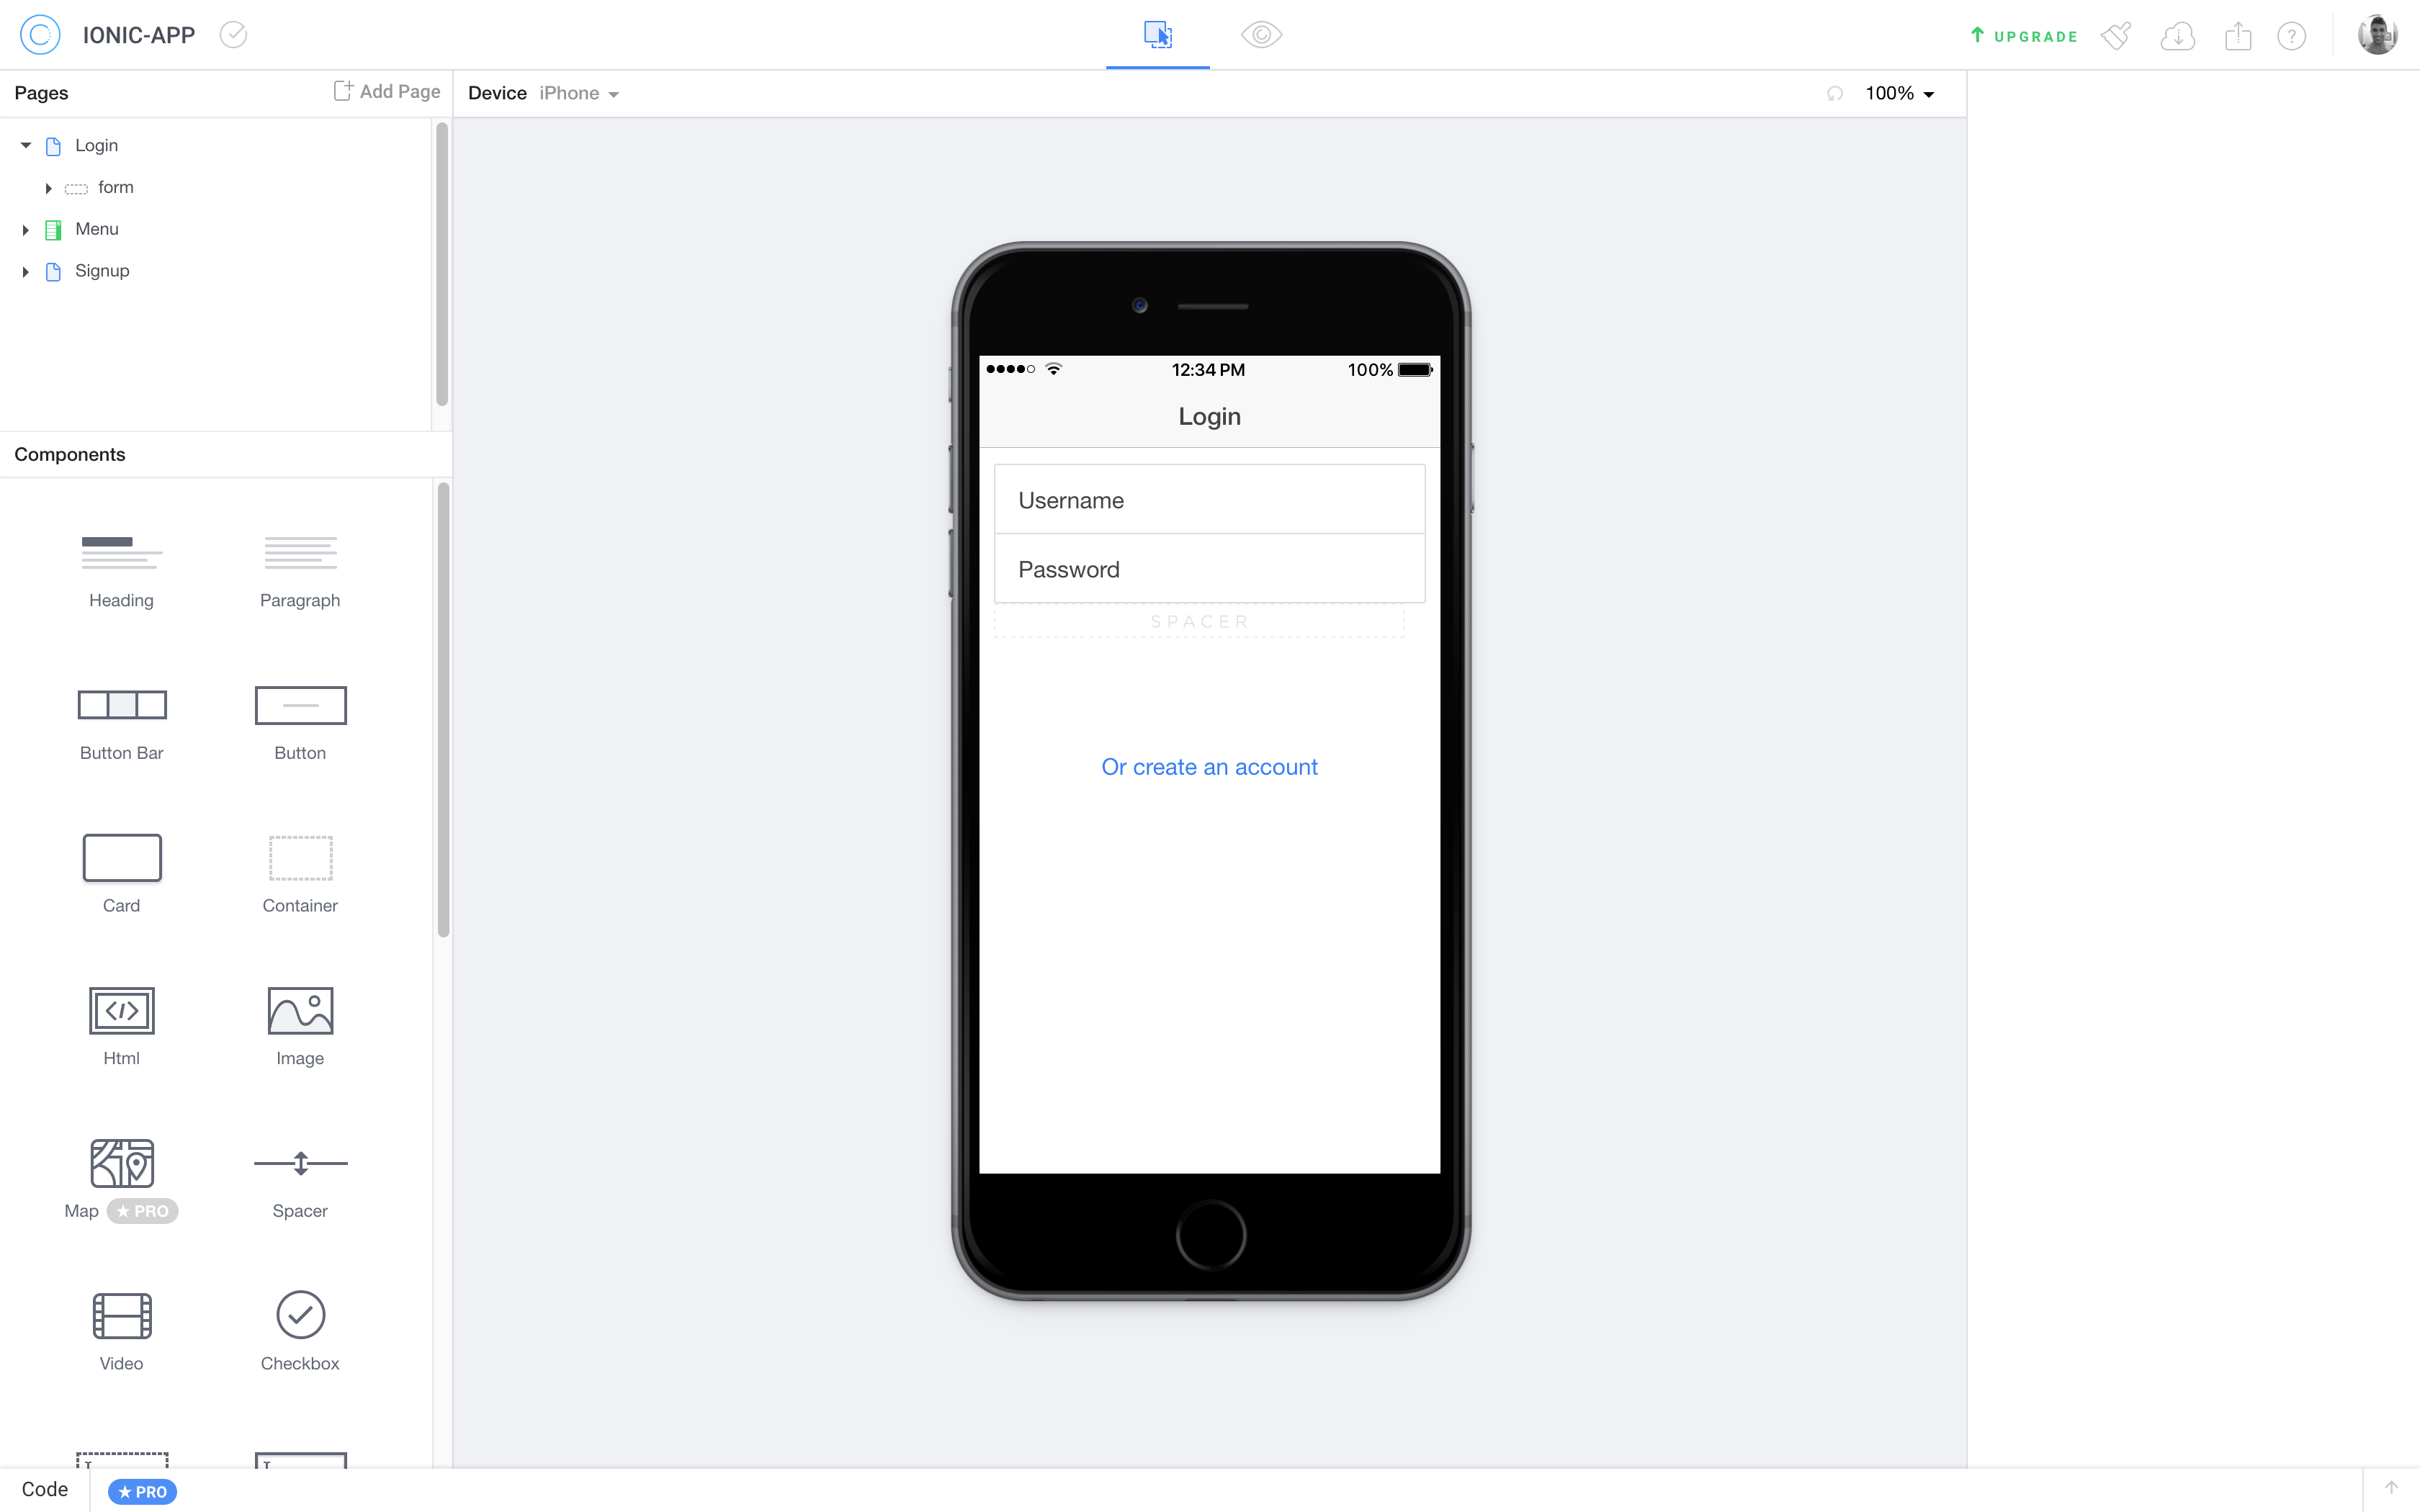 IONIC-APP
UPGRADE
?
Pages
Add Page
Device iPhone
100%
Login
form
Menu
Signup
Components
Heading
Paragraph
Button Bar
Button
Card
Container
</>
Html
Image
Map ★ PRO
Spacer
Video
Checkbox
12:34 PM
100%
Login
Username
Password
SPACER
Or create an account
Code
★ PRO